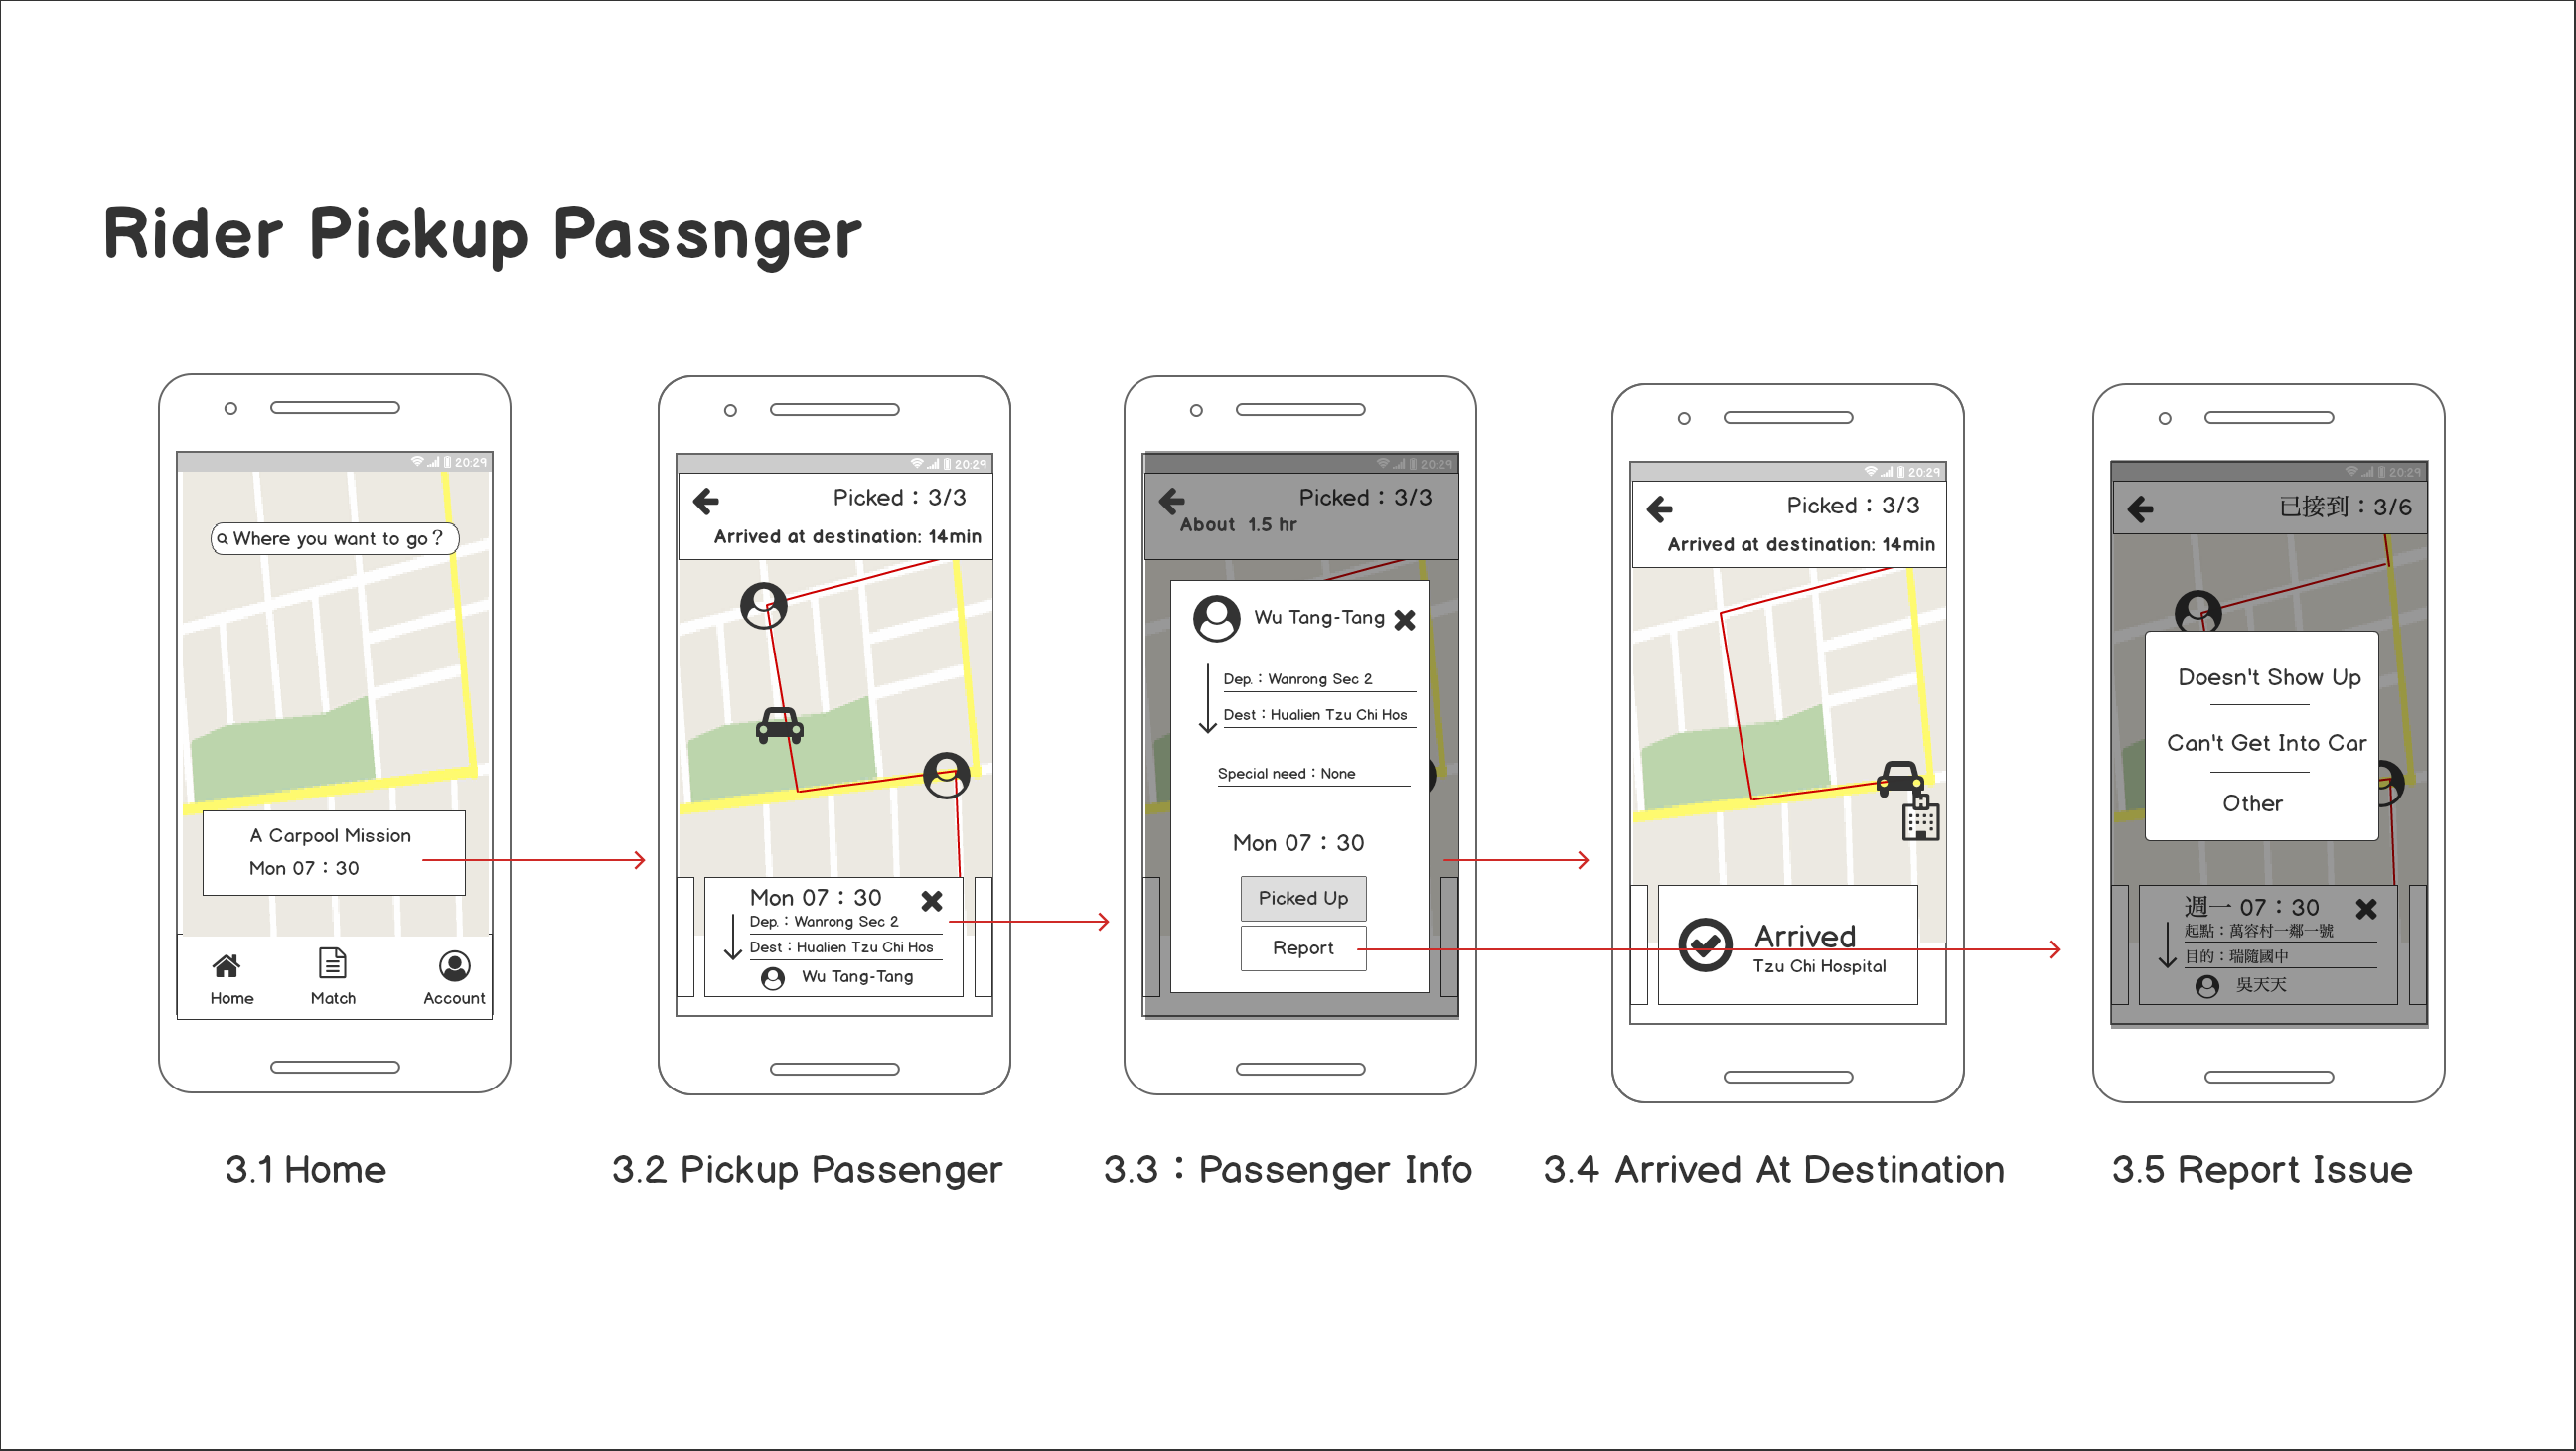 Rider Pickup Passnger
20:29
Where you want to go？
A Carpool Mission
Mon 07：30
Home
Match
Account
3.1 Home
20:29
Picked：3/3
Arrived at destination: 14min
Mon 07：30
Dep.：Wanrong Sec 2
Dest：Hualien Tzu Chi Hos
Wu Tang-Tang
3.2 Pickup Passenger
20:29
Picked：3/3
About 1.5 hr
Wu Tang-Tang
Dep.：Wanrong Sec 2
Dest：Hualien Tzu Chi Hos
Special need：None
Mon 07：30
Picked Up
Report
3.3：Passenger Info
20:29
Picked：3/3
Arrived at destination: 14min
Arrived
Tzu Chi Hospital
3.4 Arrived At Destination
20:29
已接到：3/6
Doesn't Show Up
Can't Get Into Car
Other
週一 07：30
起點：萬容村一鄰一號
目的：瑞隨國中
吳天天
3.5 Report Issue